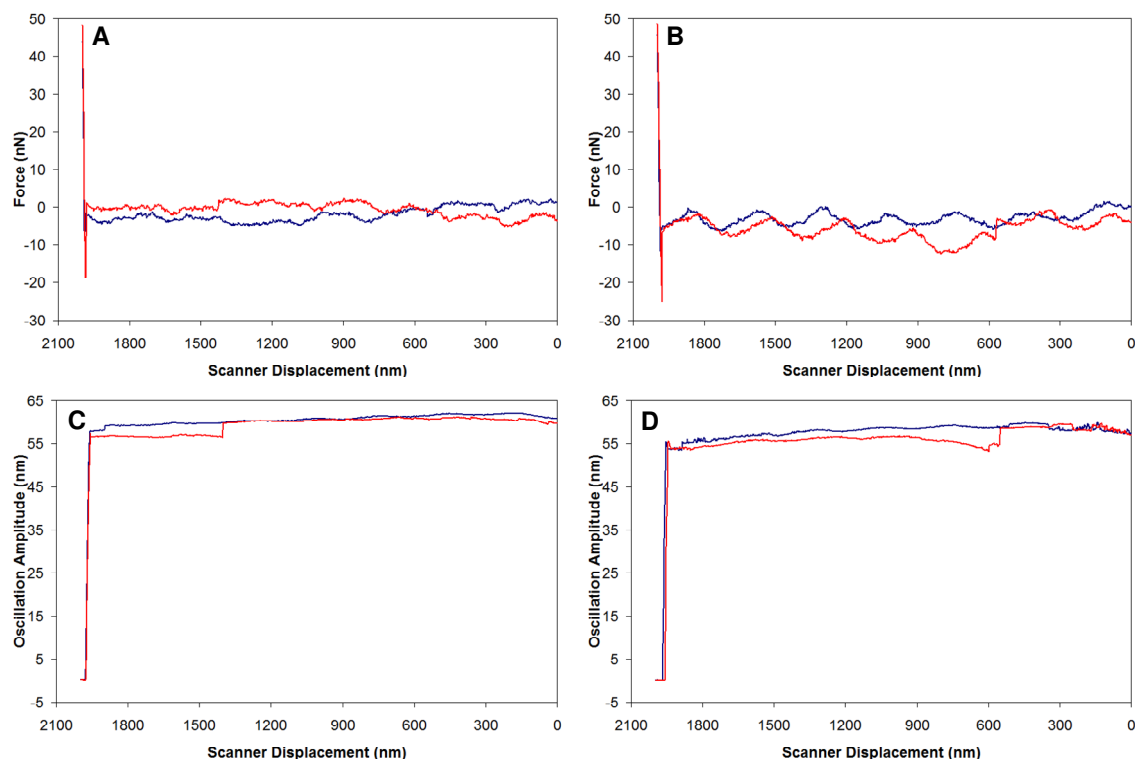 A
Force (nN)
50
40
30
20
10
0
–10
–20
–30
2100 1800 1500 1200 900 600 300 0
Scanner Displacement (nm)
B
Force (nN)
50
40
30
20
10
0
–10
–20
–30
2100 1800 1500 1200 900 600 300 0
Scanner Displacement (nm)
C
Oscillation Amplitude (nm)
65
55
45
35
25
15
5
–5
2100 1800 1500 1200 900 600 300 0
Scanner Displacement (nm)
D
Oscillation Amplitude (nm)
65
55
45
35
25
15
5
–5
2100 1800 1500 1200 900 600 300 0
Scanner Displacement (nm)